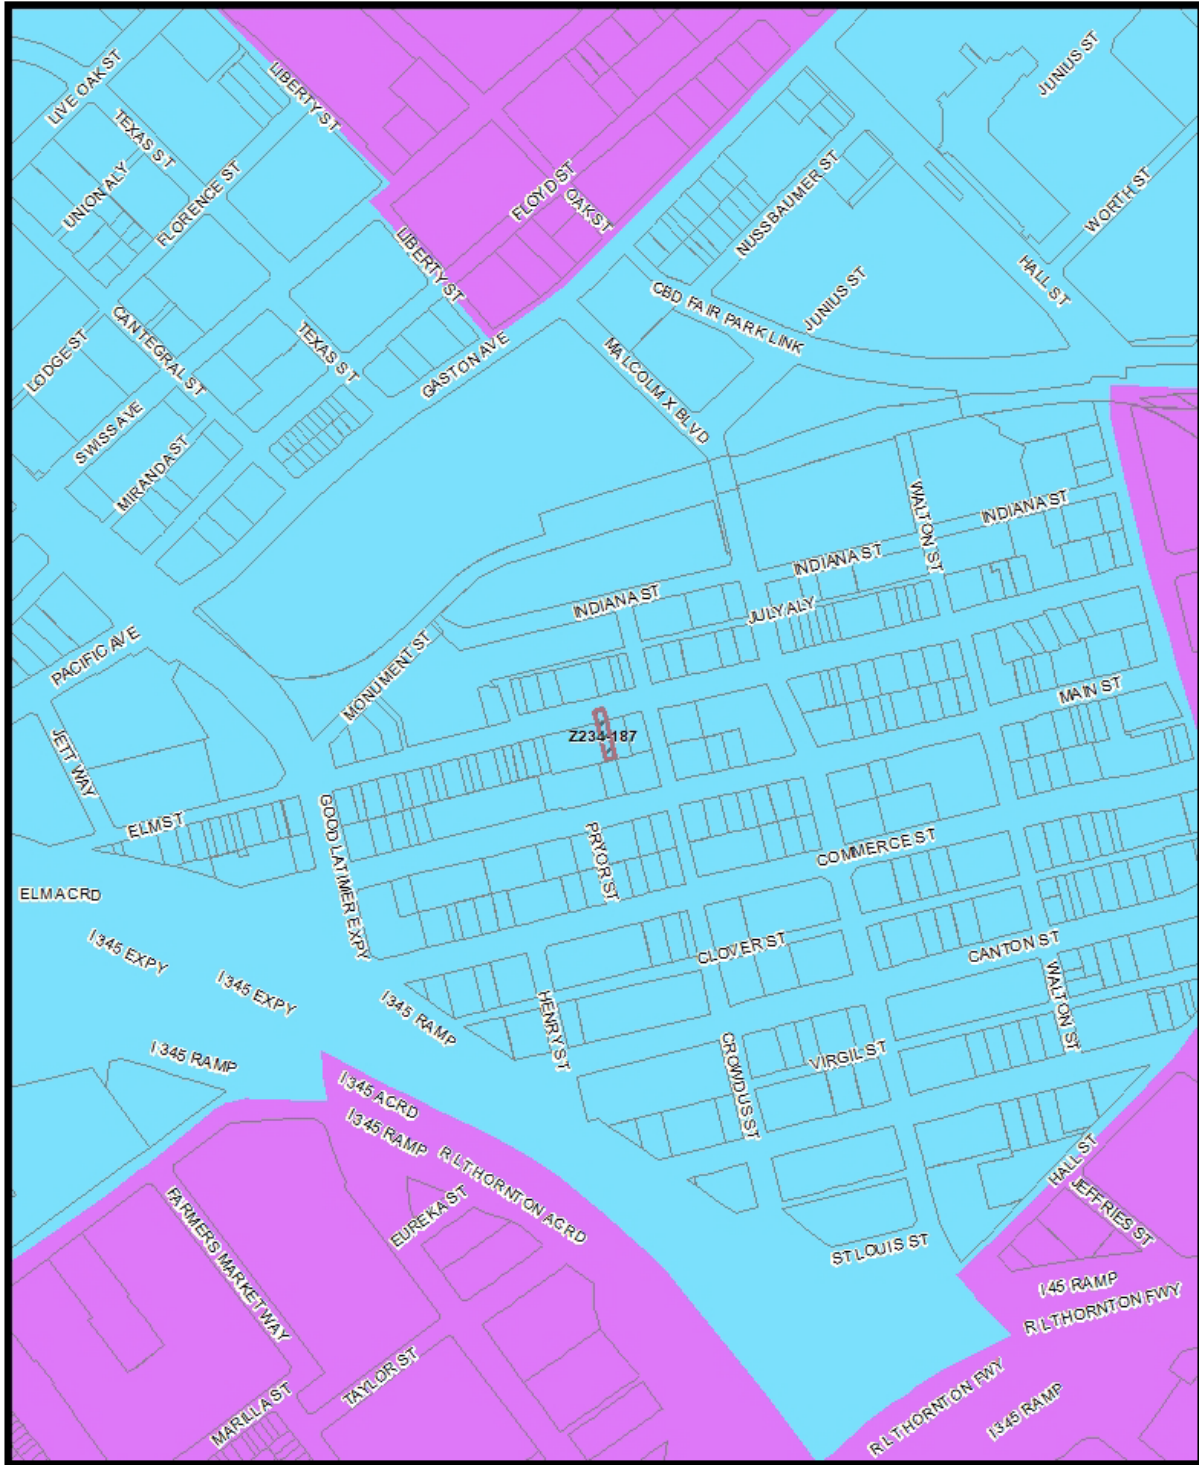 JUNIUS ST
LIVE OAK ST
LIBERTY ST
TEXAS ST
UNION ALY
FLORENCE ST
FLOYD ST
OAK ST
NUSSBAUMER ST
WORTH ST
LIBERTY ST
HALL ST
CBD FAIR PARK LINK
JUNIUS ST
LODGE ST
CANTEGRAL ST
TEXAS ST
GASTON AVE
MALCOLM X BLVD
SWISS AVE
MIRANDA ST
WALTON ST
INDIANA ST
INDIANA ST
INDIANA ST
JULY ALY
PACIFIC AVE
MONUMENT ST
MAIN ST
Z234-187
JETT WAY
ELM ST
GOOD LATIMER EXPY
PRYOR ST
COMMERCE ST
ELM ACRD
I 345 EXPY
I 345 EXPY
CLOVER ST
CANTON ST
I 345 RAMP
HENRY ST
WALTON ST
I 345 RAMP
CROWDUS ST
VIRGIL ST
I 345 ACRD
I 345 RAMP
R L THORNTON ACRD
HALL ST
JEFFRIES ST
FARMERS MARKET WAY
EUREKA ST
ST LOUIS ST
I 45 RAMP
R L THORNTON FWY
TAYLOR ST
MARILLA ST
R L THORNTON FWY
I 345 RAMP